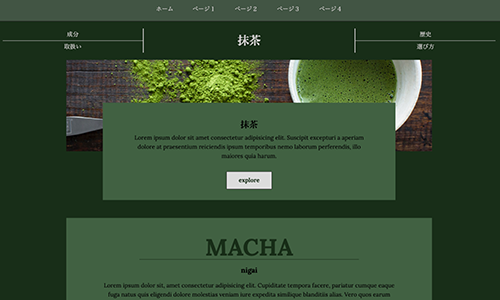 ホーム ページ 1 ページ 2 ページ 3 ページ 4
成分 抹茶 歴史
取扱い 選び方
抹茶
Lorem ipsum dolor sit amet consectetur adipisicing elit. Suscipit excepturi a aperiam
dolore at praesentium reiciendis ipsum temporibus nemo laborum perferendis, illo
maiores quia harum.
explore
MACHA
nigai
Lorem ipsum dolor sit amet consectetur, adipisicing elit. Cupiditate tempora facere, pariatur cumque eaque
fuga natus quis eligendi dolore molestias veniam iure expedita similique blanditiis alias. Vero quos earum